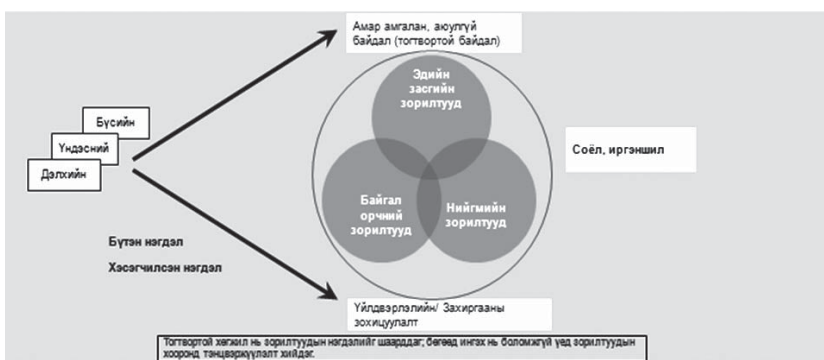 Амар амгалан, аюулгүй
байдал (тогтвортой байдал)
Эдийн
засгийн
зорилтууд
Бүсийн
Үндэсний
Дэлхийн
Соёл, иргэншил
Байгал
орчний
зорилтууд
Нийгмийн
зорилтууд
Бүтэн нэгдэл
Хэсэгчилсэн нэгдэл
Үйлдвэрлэлийн/ Захиргааны
зохицуулалт
Тогтвортой хөгжил нь зорилтуудын нэгдэлийг шаарддаг; бөгөөд ингэх нь боломжгүй үед зорилтуудын
хооронд тэнцвэржүүлэлт хийдэг.